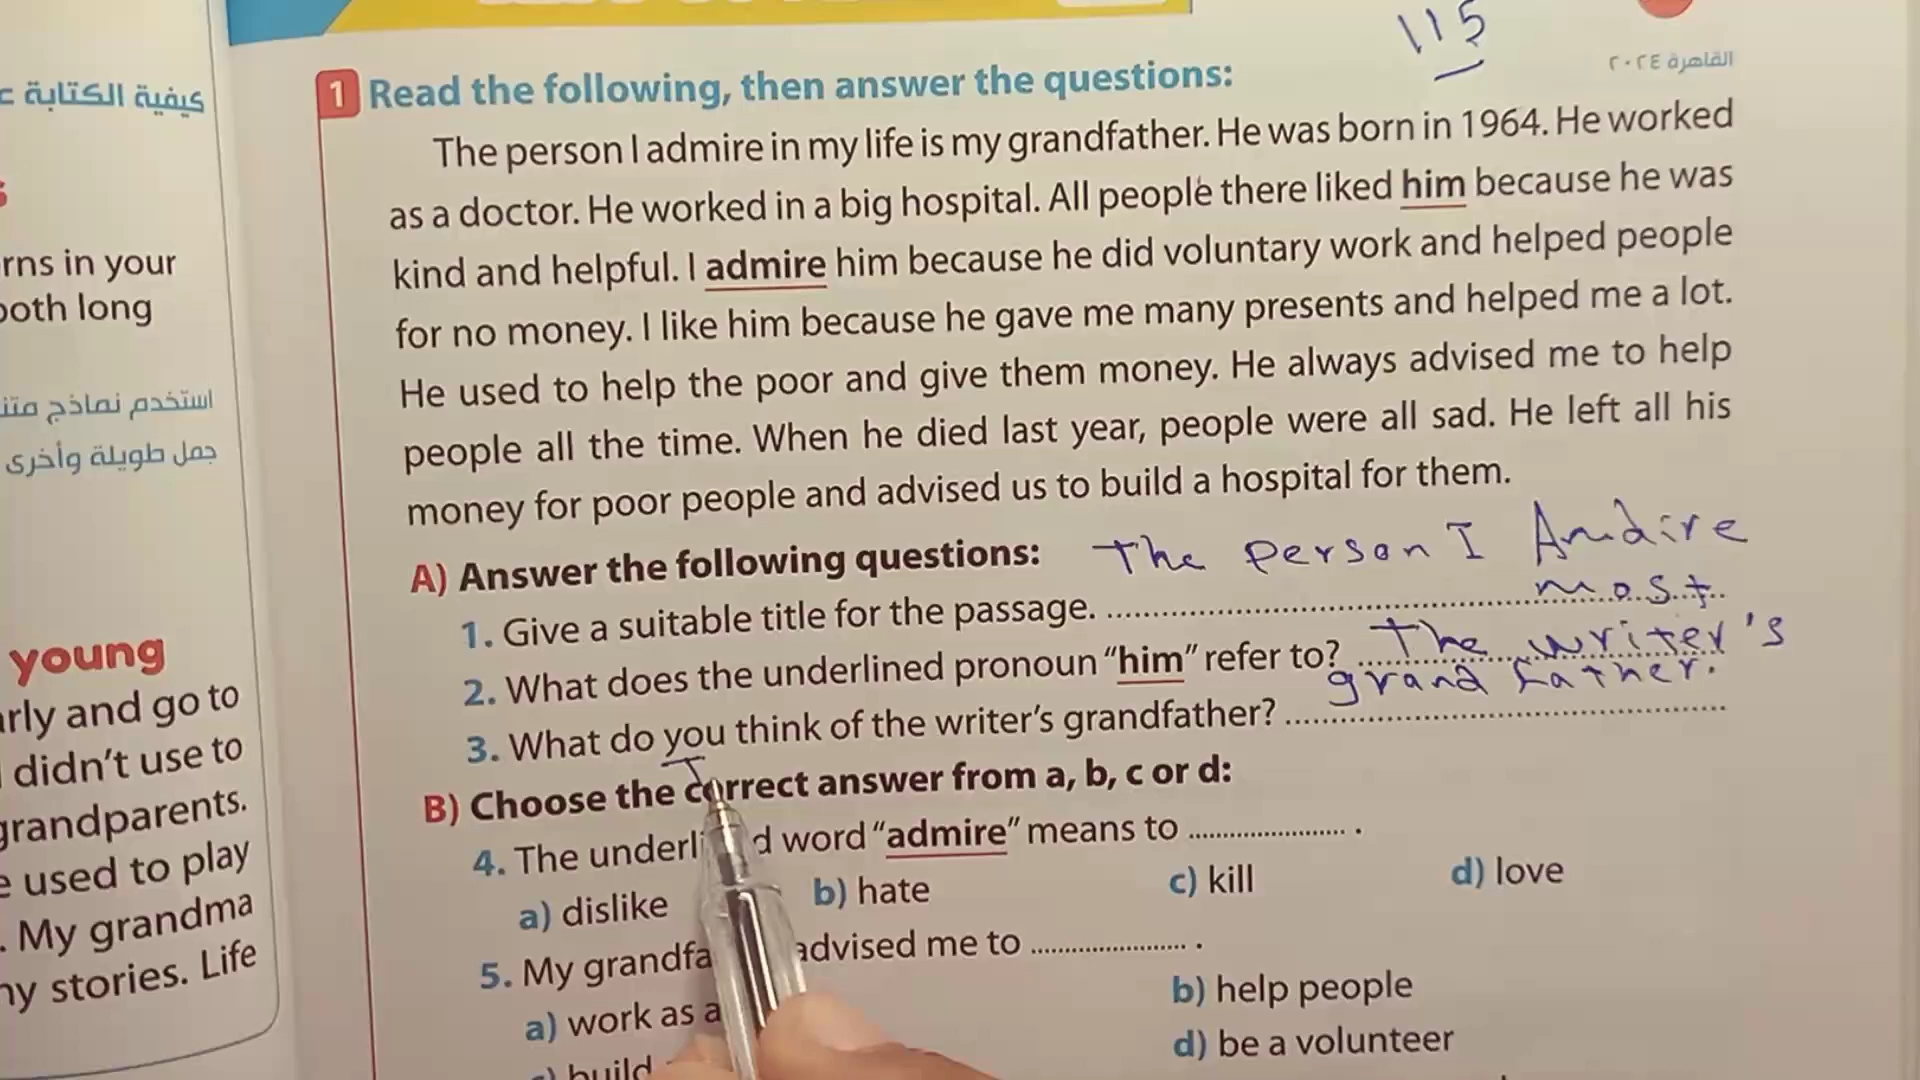 كيفية الكتابة
rns in your
both long
استخدم نماذج
جمل طويلة وأخرى
young
arly and go to
didn't use to
grandparents.
e used to play
. My grandma
ny stories. Life
115
القاهرة ٢٠٢٤
1 Read the following, then answer the questions:
The person I admire in my life is my grandfather. He was born in 1964. He worked
as a doctor. He worked in a big hospital. All people there liked him because he was
kind and helpful. I admire him because he did voluntary work and helped people
for no money. I like him because he gave me many presents and helped me a lot.
He used to help the poor and give them money. He always advised me to help
people all the time. When he died last year, people were all sad. He left all his
money for poor people and advised us to build a hospital for them.
A) Answer the following questions: The person I Amdire
most
1. Give a suitable title for the passage. ..........
2. What does the underlined pronoun "him" refer to? The writer's
grand father.
3. What do you think of the writer's grandfather? ..........
I
B) Choose the correct answer from a, b, c or d:
4. The underlined word "admire" means to .......... .
a) dislike b) hate c) kill d) love
5. My grandfa advised me to .......... .
a) work as a b) help people
build d) be a volunteer